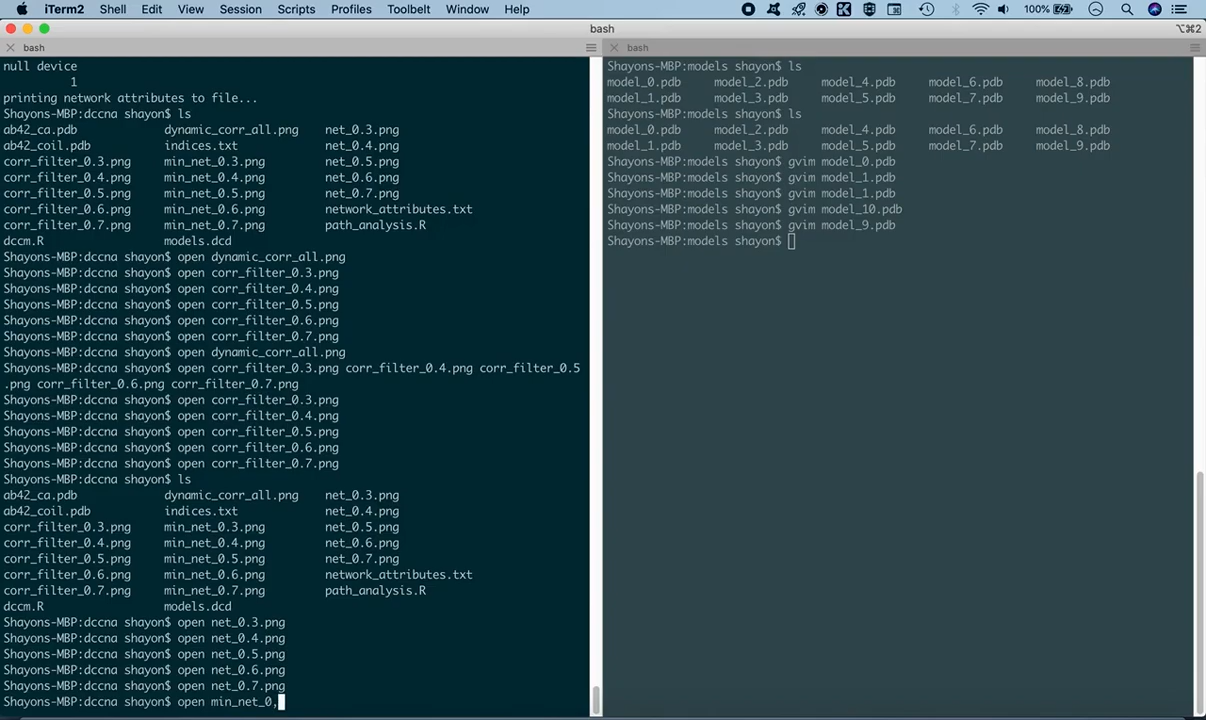 iTerm2 Shell Edit View Session Scripts Profiles Toolbelt Window Help 100%
bash ⌥⌘2
bash
null device
1
printing network attributes to file...
Shayons-MBP:dccna shayon$ ls
ab42_ca.pdb dynamic_corr_all.png net_0.3.png
ab42_coil.pdb indices.txt net_0.4.png
corr_filter_0.3.png min_net_0.3.png net_0.5.png
corr_filter_0.4.png min_net_0.4.png net_0.6.png
corr_filter_0.5.png min_net_0.5.png net_0.7.png
corr_filter_0.6.png min_net_0.6.png network_attributes.txt
corr_filter_0.7.png min_net_0.7.png path_analysis.R
dccm.R models.dcd
Shayons-MBP:dccna shayon$ open dynamic_corr_all.png
Shayons-MBP:dccna shayon$ open corr_filter_0.3.png
Shayons-MBP:dccna shayon$ open corr_filter_0.4.png
Shayons-MBP:dccna shayon$ open corr_filter_0.5.png
Shayons-MBP:dccna shayon$ open corr_filter_0.6.png
Shayons-MBP:dccna shayon$ open corr_filter_0.7.png
Shayons-MBP:dccna shayon$ open dynamic_corr_all.png
Shayons-MBP:dccna shayon$ open corr_filter_0.3.png corr_filter_0.4.png corr_filter_0.5
.png corr_filter_0.6.png corr_filter_0.7.png
Shayons-MBP:dccna shayon$ open corr_filter_0.3.png
Shayons-MBP:dccna shayon$ open corr_filter_0.4.png
Shayons-MBP:dccna shayon$ open corr_filter_0.5.png
Shayons-MBP:dccna shayon$ open corr_filter_0.6.png
Shayons-MBP:dccna shayon$ open corr_filter_0.7.png
Shayons-MBP:dccna shayon$ ls
ab42_ca.pdb dynamic_corr_all.png net_0.3.png
ab42_coil.pdb indices.txt net_0.4.png
corr_filter_0.3.png min_net_0.3.png net_0.5.png
corr_filter_0.4.png min_net_0.4.png net_0.6.png
corr_filter_0.5.png min_net_0.5.png net_0.7.png
corr_filter_0.6.png min_net_0.6.png network_attributes.txt
corr_filter_0.7.png min_net_0.7.png path_analysis.R
dccm.R models.dcd
Shayons-MBP:dccna shayon$ open net_0.3.png
Shayons-MBP:dccna shayon$ open net_0.4.png
Shayons-MBP:dccna shayon$ open net_0.5.png
Shayons-MBP:dccna shayon$ open net_0.6.png
Shayons-MBP:dccna shayon$ open net_0.7.png
Shayons-MBP:dccna shayon$ open min_net_0,
bash
Shayons-MBP:models shayon$ ls
model_0.pdb model_2.pdb model_4.pdb model_6.pdb model_8.pdb
model_1.pdb model_3.pdb model_5.pdb model_7.pdb model_9.pdb
Shayons-MBP:models shayon$ ls
model_0.pdb model_2.pdb model_4.pdb model_6.pdb model_8.pdb
model_1.pdb model_3.pdb model_5.pdb model_7.pdb model_9.pdb
Shayons-MBP:models shayon$ gvim model_0.pdb
Shayons-MBP:models shayon$ gvim model_1.pdb
Shayons-MBP:models shayon$ gvim model_1.pdb
Shayons-MBP:models shayon$ gvim model_10.pdb
Shayons-MBP:models shayon$ gvim model_9.pdb
Shayons-MBP:models shayon$